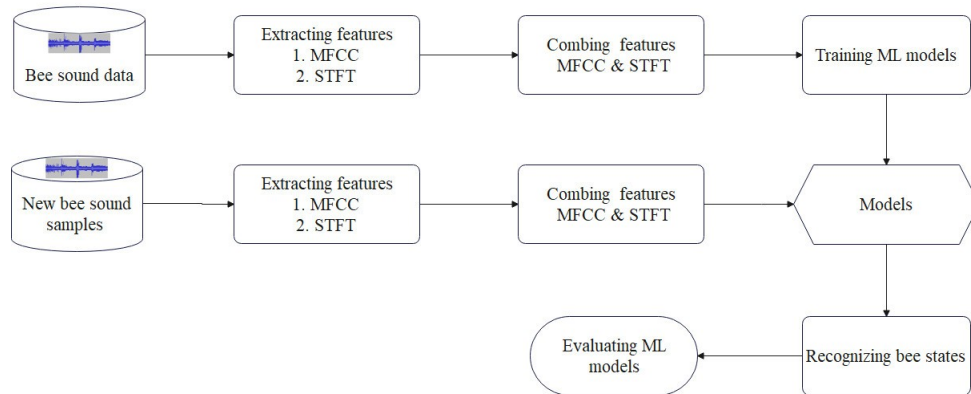 Bee sound data
Extracting features
1. MFCC
2. STFT
Combing features
MFCC & STFT
Training ML models
New bee sound
samples
Extracting features
1. MFCC
2. STFT
Combing features
MFCC & STFT
Models
Evaluating ML
models
Recognizing bee states